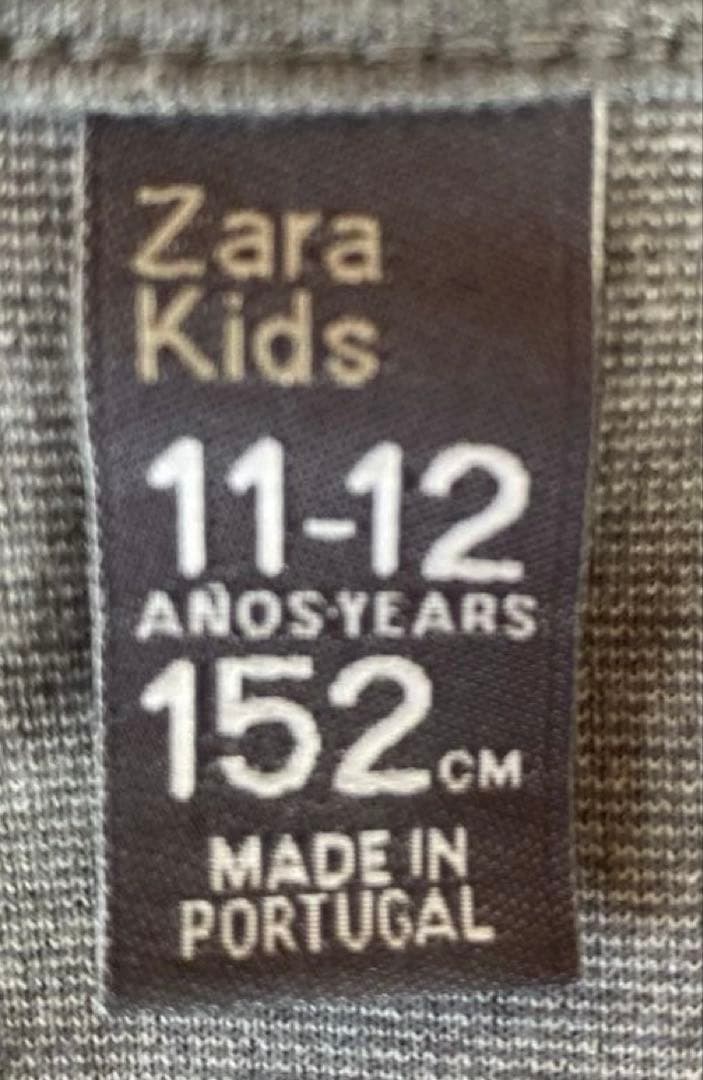 Zara
Kids
11-12
AÑOS·YEARS
152CM
MADE IN
PORTUGAL